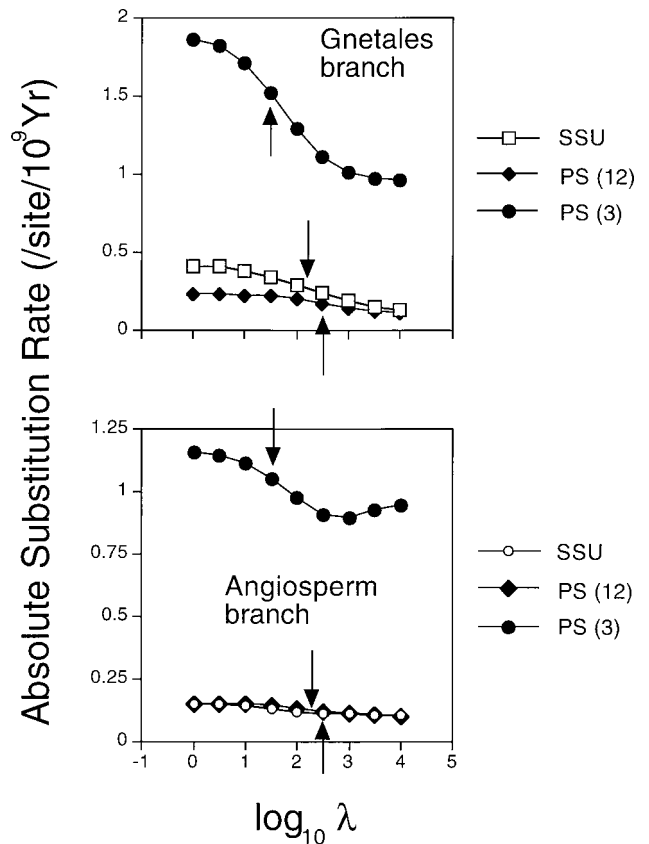 Absolute Substitution Rate (/site/10⁹Yr)
2
1.5
1
0.5
0
Gnetales
branch
SSU
PS (12)
PS (3)
1.25
1
0.75
0.5
0.25
0
Angiosperm
branch
SSU
PS (12)
PS (3)
-1 0 1 2 3 4 5
log₁₀ λ